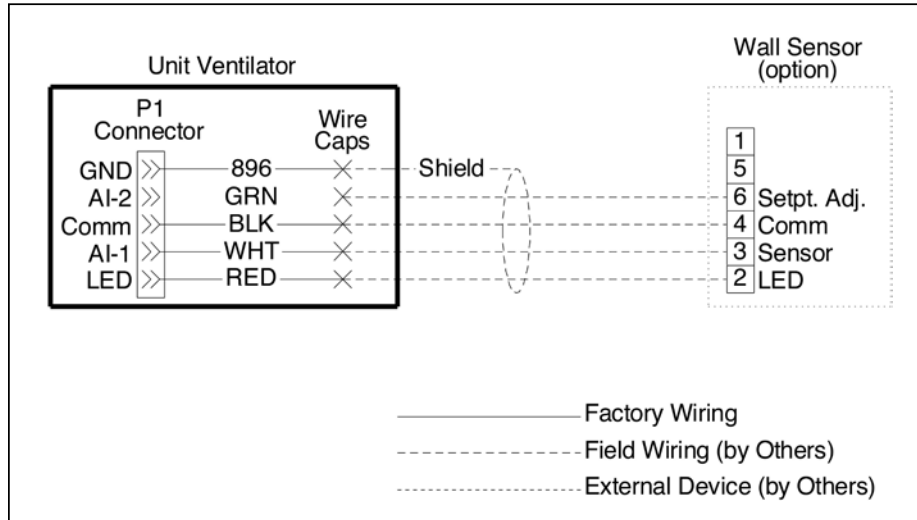 Unit Ventilator
Wall Sensor
(option)
P1
Connector
Wire
Caps
GND 896 Shield
AI-2 GRN
Comm BLK
AI-1 WHT
LED RED
1
5
6 Setpt. Adj.
4 Comm
3 Sensor
2 LED
Factory Wiring
Field Wiring (by Others)
External Device (by Others)